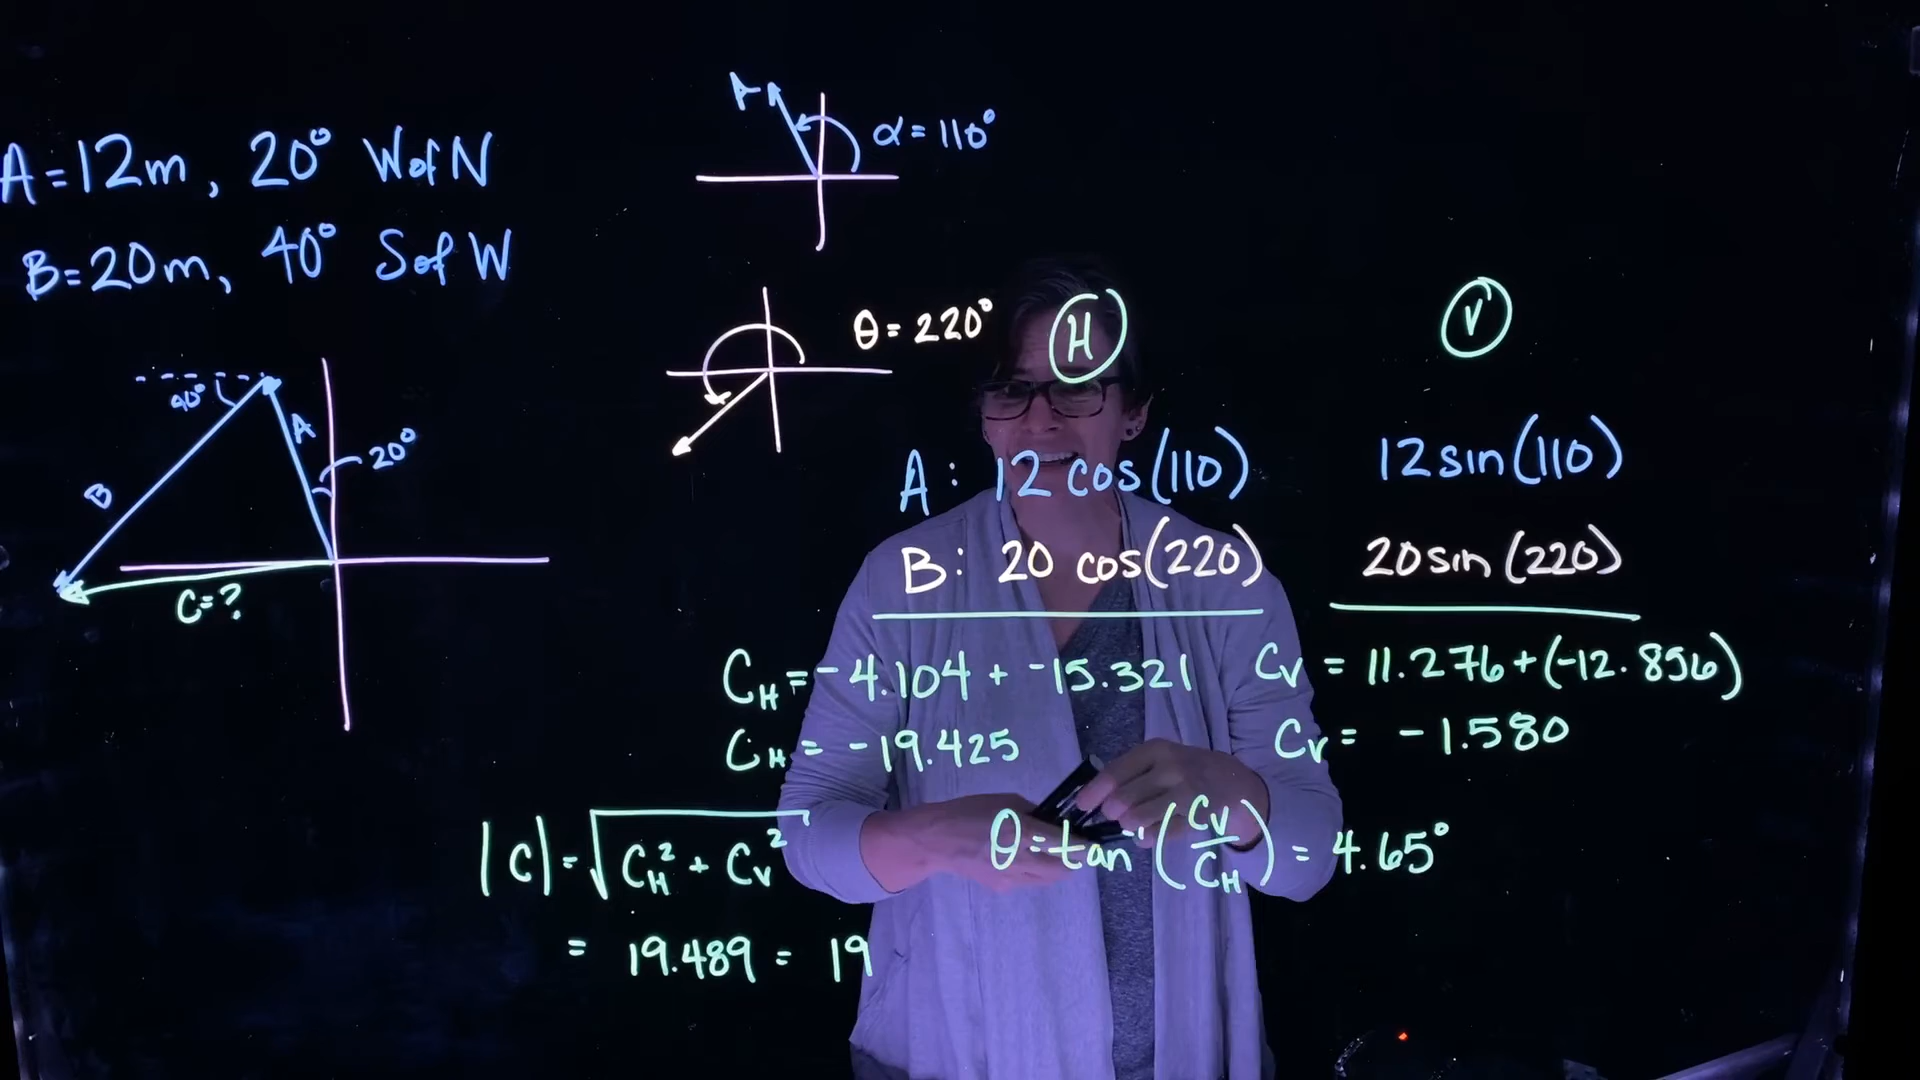 A=12m, 20° W of N
B=20m, 40° S of W
A
α=110°
θ=220°
40°
A
20°
B
C=?
H
V
A: 12 cos(110)
12 sin(110)
B: 20 cos(220)
20 sin(220)
C_H = -4.104 + -15.321
C_V = 11.276 + (-12.856)
C_H = -19.425
C_V = -1.580
|C| = √(C_H² + C_V²)
θ = tan⁻¹(C_V/C_H) = 4.65°
= 19.489 = 19